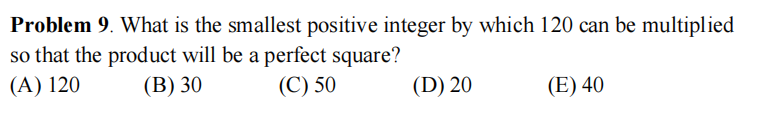 Problem 9. What is the smallest positive integer by which 120 can be multiplied
so that the product will be a perfect square?
(A) 120 (B) 30 (C) 50 (D) 20 (E) 40